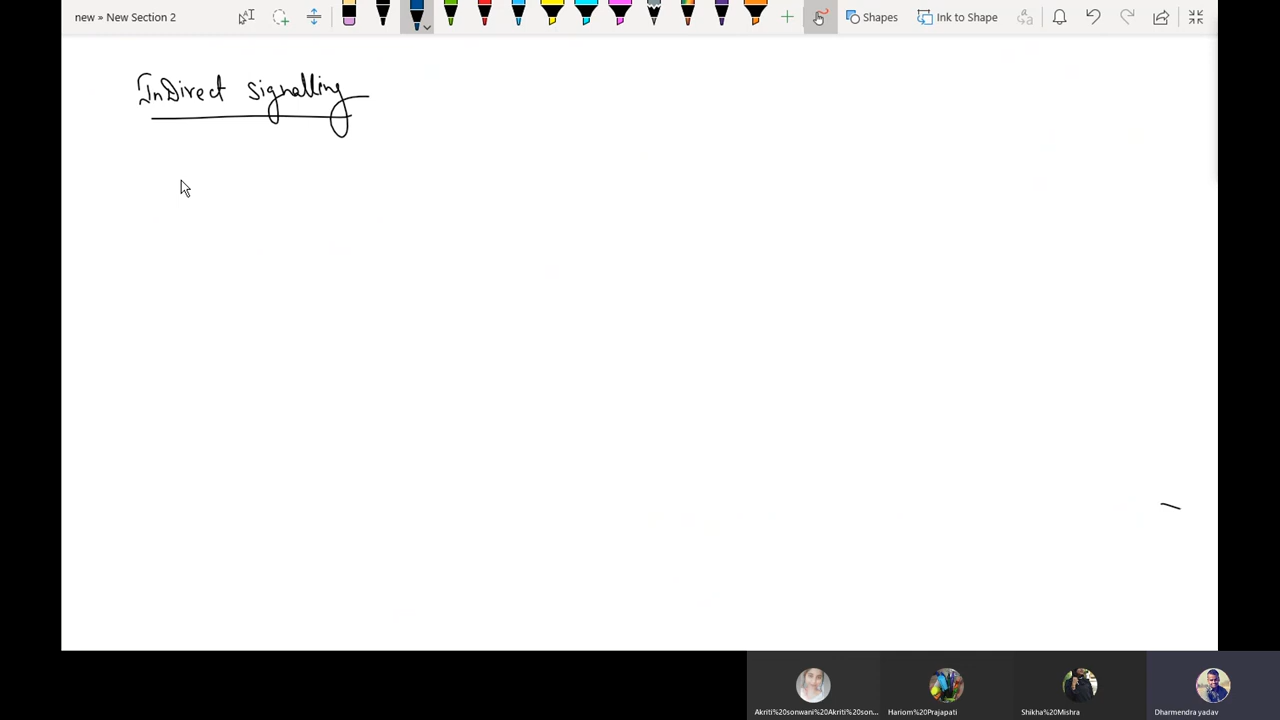 new » New Section 2
Shapes
Ink to Shape
InDirect signalling
Akriti%20sonwani%20Akriti%20son...
Hariom%20Prajapati
Shikha%20Mishra
Dharmendra yadav